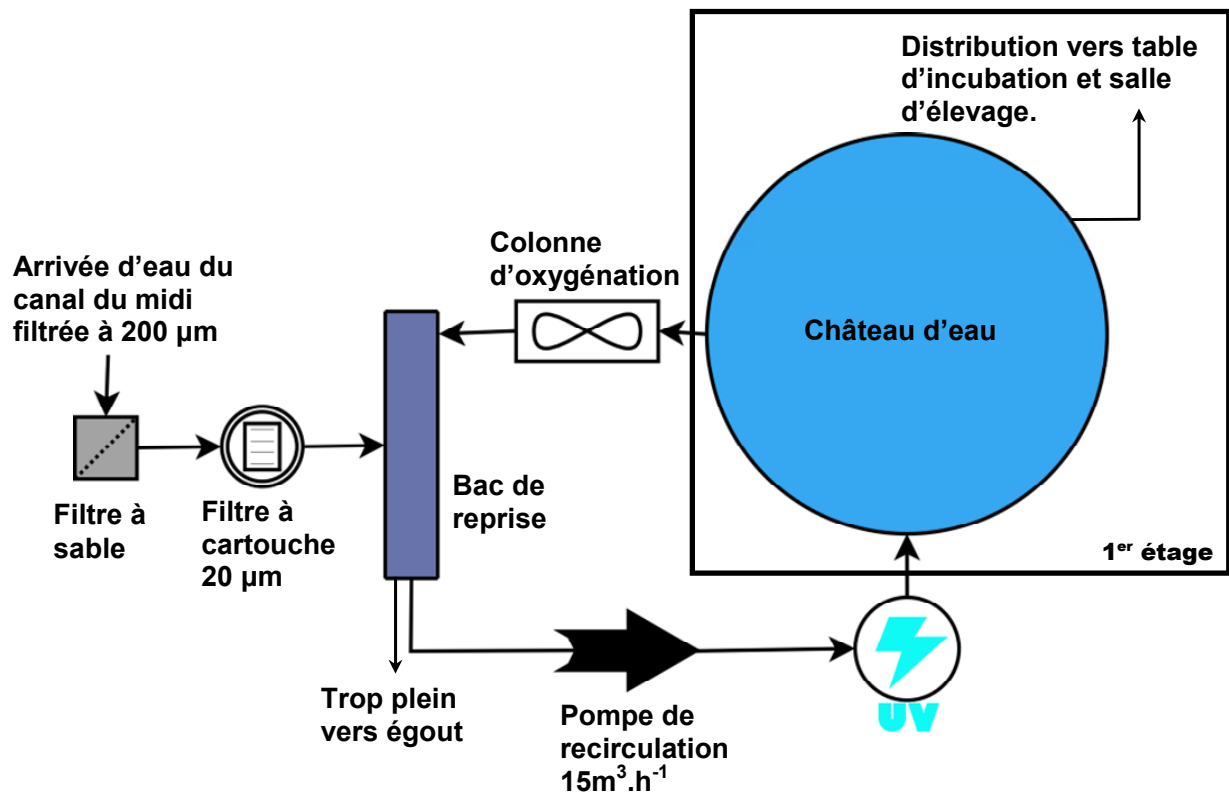 Distribution vers table
d’incubation et salle
d’élevage.
Colonne
d’oxygénation
Arrivée d’eau du
canal du midi
filtrée à 200 µm
Château d’eau
Filtre à
sable
Filtre à
cartouche
20 µm
Bac de
reprise
1er étage
Trop plein
vers égout
Pompe de
recirculation
15m³.h⁻¹
UV